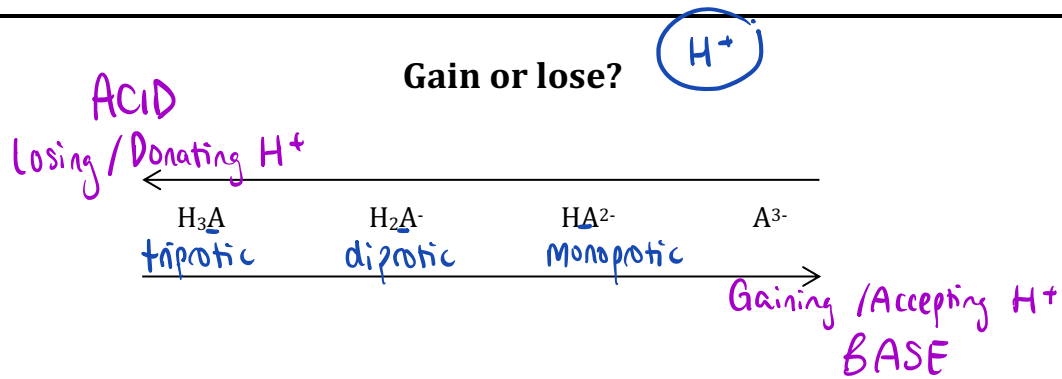 H⁺
Gain or lose?
ACID
Losing / Donating H⁺
H₃A H₂A⁻ HA²⁻ A³⁻
triprotic diprotic monoprotic
Gaining / Accepting H⁺
BASE